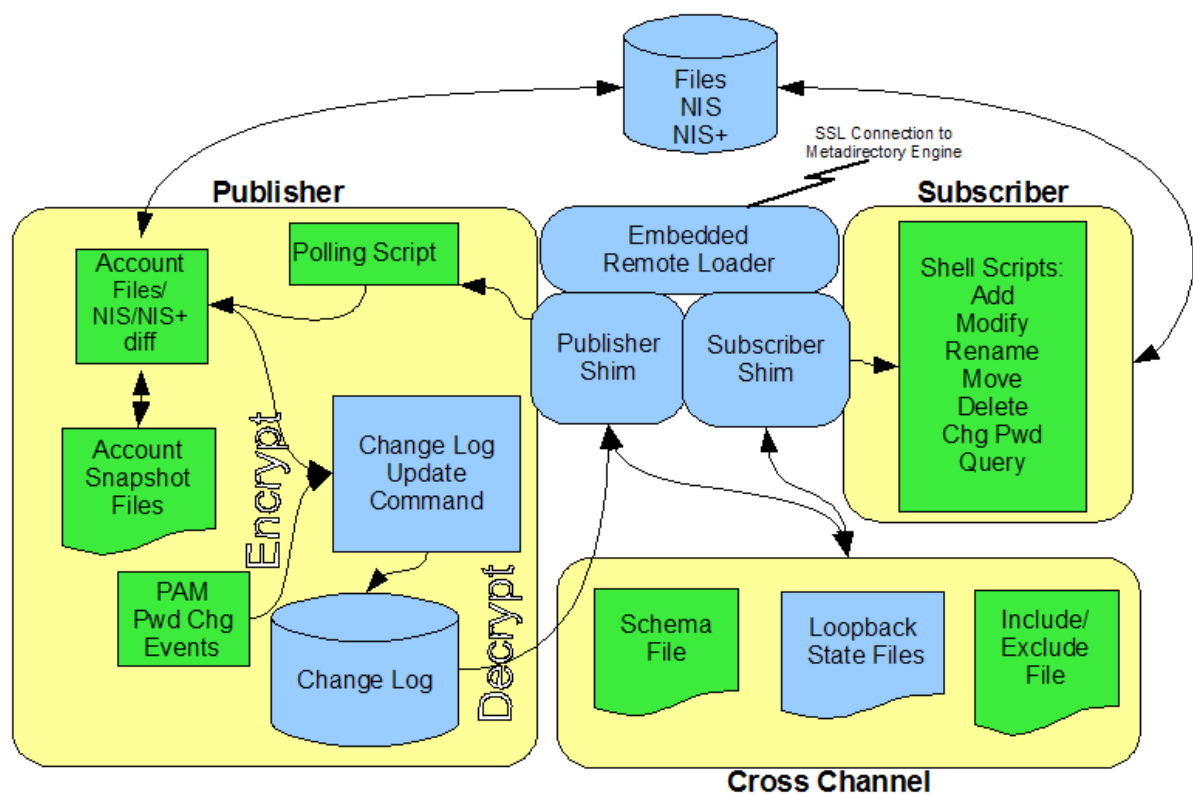 Files
NIS
NIS+
SSL Connection to
Metadirectory Engine
Publisher
Subscriber
Account
Files/
NIS/NIS+
diff
Polling Script
Embedded
Remote Loader
Publisher
Shim
Subscriber
Shim
Shell Scripts:
Add
Modify
Rename
Move
Delete
Chg Pwd
Query
Account
Snapshot
Files
Encrypt
Change Log
Update
Command
PAM
Pwd Chg
Events
Change Log
Decrypt
Schema
File
Loopback
State Files
Include/
Exclude
File
Cross Channel